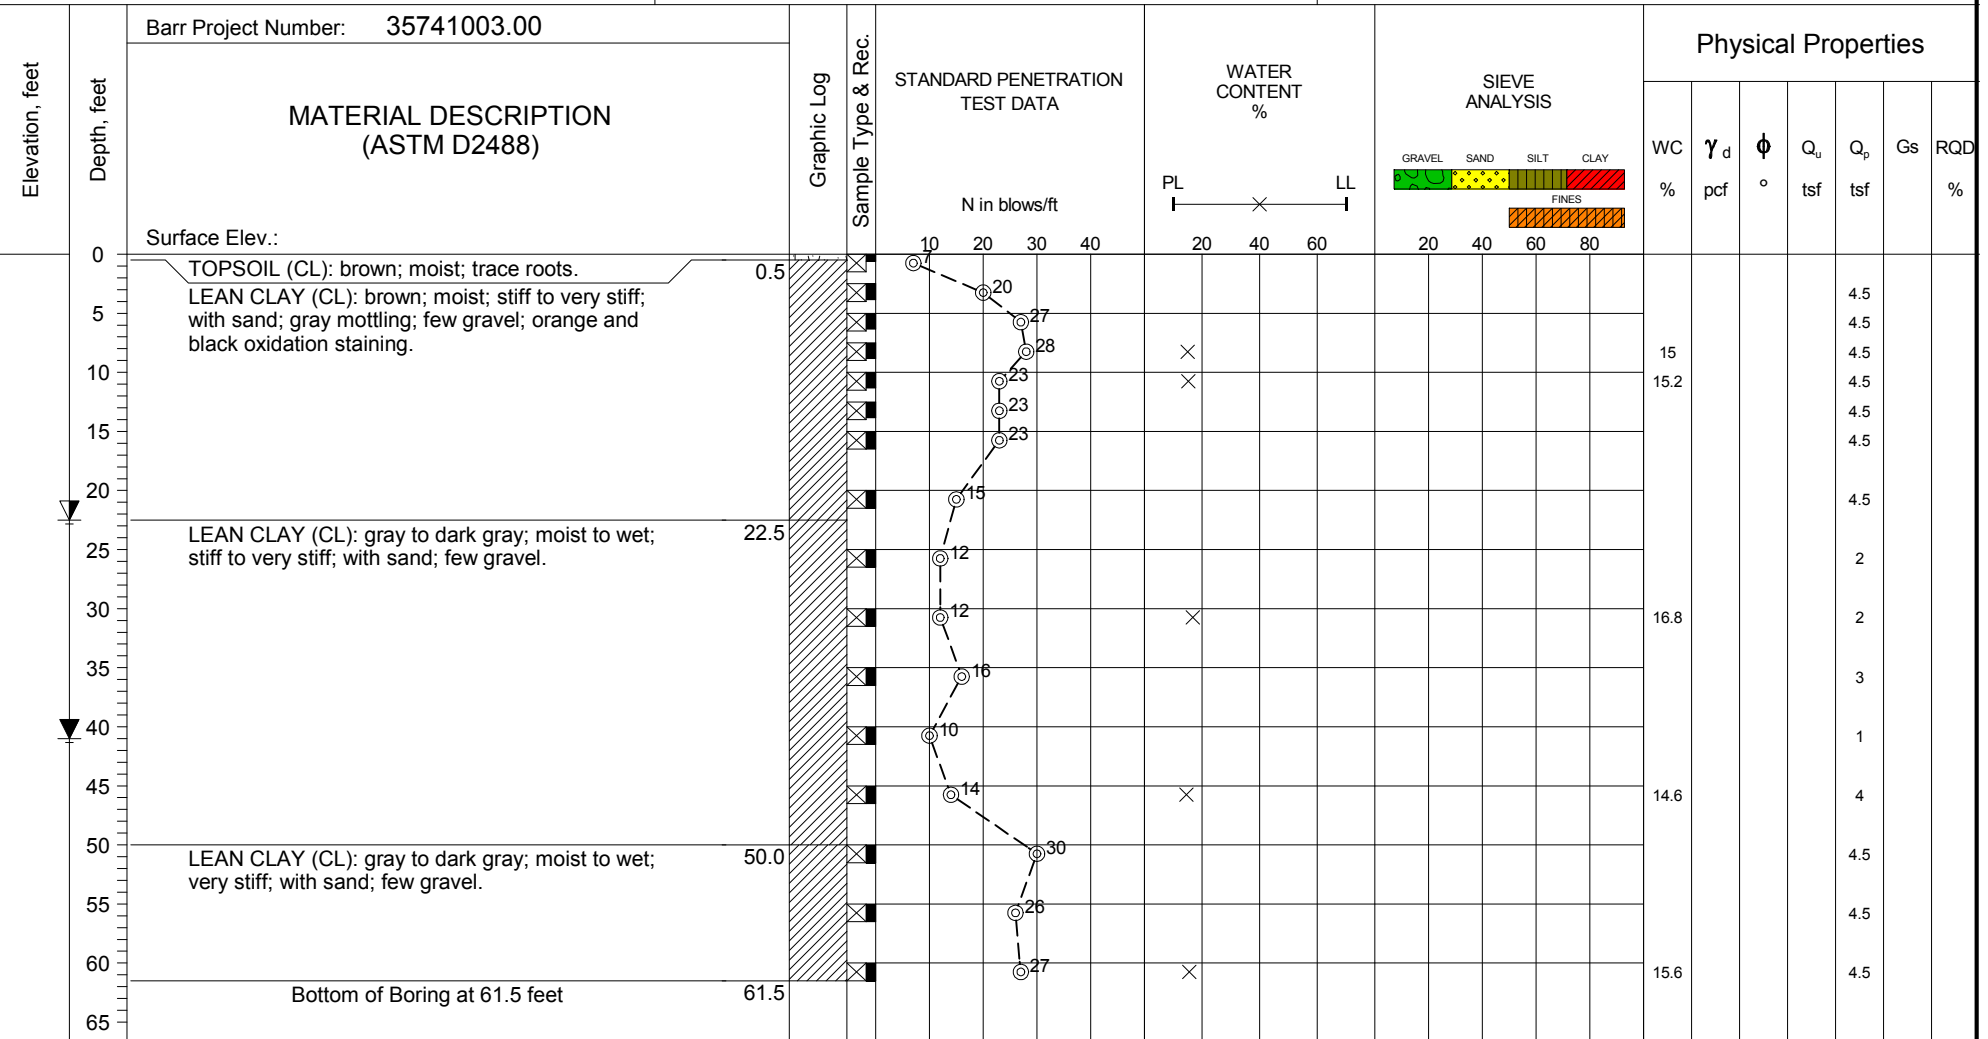 Barr Project Number: 35741003.00
Elevation, feet
Depth, feet
MATERIAL DESCRIPTION
(ASTM D2488)
Surface Elev.:
Graphic Log
Sample Type & Rec.
STANDARD PENETRATION
TEST DATA
N in blows/ft
10 20 30 40
WATER
CONTENT
%
PL LL
20 40 60
SIEVE
ANALYSIS
GRAVEL SAND SILT CLAY
FINES
20 40 60 80
Physical Properties
WC γd ϕ Qu Qp Gs RQD
% pcf ° tsf tsf %
0
TOPSOIL (CL): brown; moist; trace roots. 0.5 7
LEAN CLAY (CL): brown; moist; stiff to very stiff; 20 4.5
5 with sand; gray mottling; few gravel; orange and 27 4.5
black oxidation staining. 28 15 4.5
10 23 15.2 4.5
23 4.5
15 23 4.5
20 15 4.5
LEAN CLAY (CL): gray to dark gray; moist to wet; 22.5
25 stiff to very stiff; with sand; few gravel. 12 2
30 12 16.8 2
35 16 3
40 10 1
45 14 14.6 4
50 LEAN CLAY (CL): gray to dark gray; moist to wet; 50.0 30 4.5
very stiff; with sand; few gravel.
55 26 4.5
60 27 15.6 4.5
Bottom of Boring at 61.5 feet 61.5
65